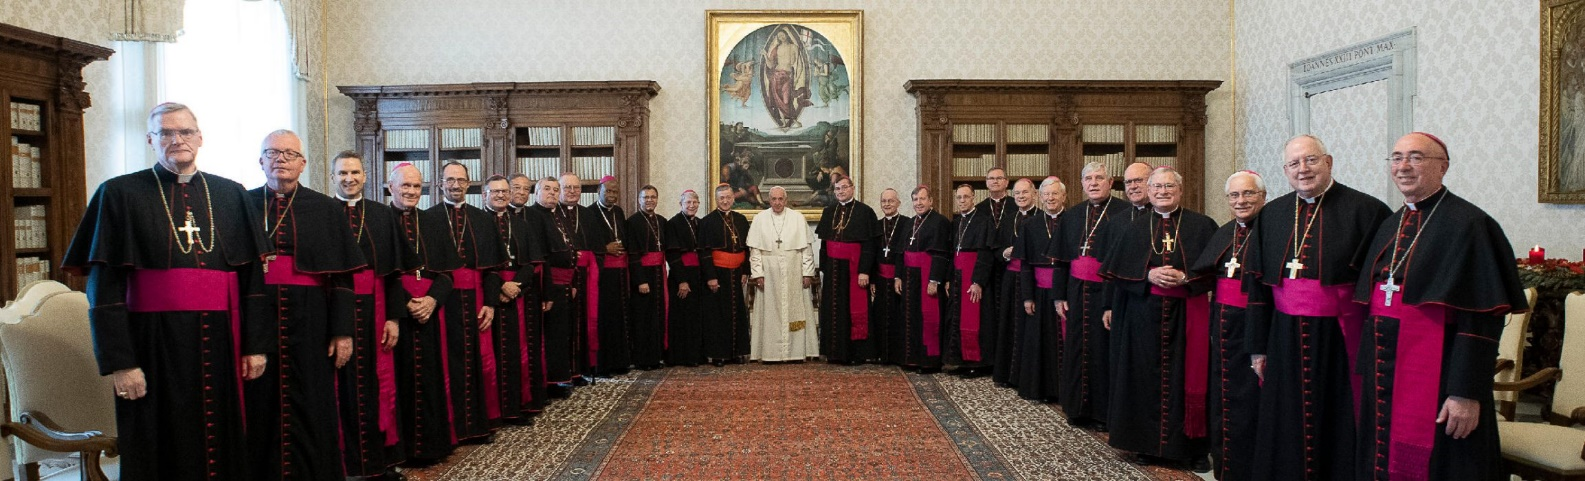 IOANNES XXIII PONT MAX